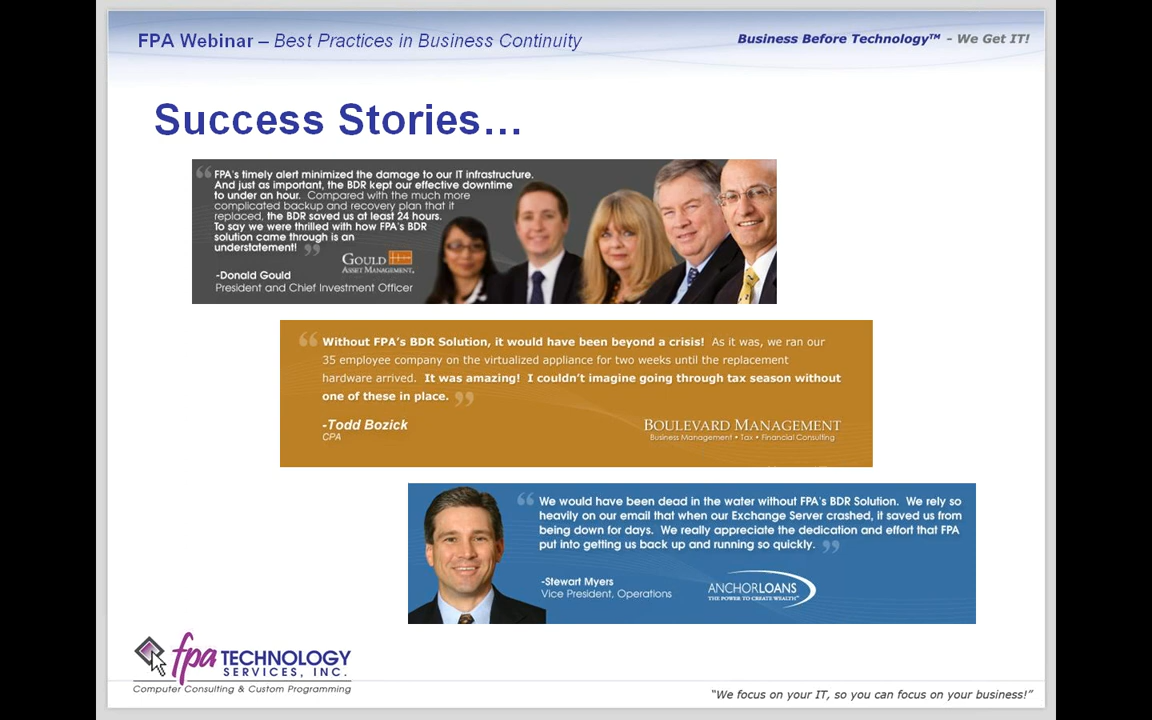 FPA Webinar – Best Practices in Business Continuity
Business Before Technology™ - We Get IT!
Success Stories…
“ FPA's timely alert minimized the damage to our IT infrastructure.
And just as important, the BDR kept our effective downtime
to under an hour. Compared with the much more
complicated backup and recovery plan that it
replaced, the BDR saved us at least 24 hours.
To say we were thrilled with how FPA's BDR
solution came through is an
understatement! ”
GOULD
ASSET MANAGEMENT
-Donald Gould
President and Chief Investment Officer
“ Without FPA's BDR Solution, it would have been beyond a crisis! As it was, we ran our
35 employee company on the virtualized appliance for two weeks until the replacement
hardware arrived. It was amazing! I couldn't imagine going through tax season without
one of these in place. ”
-Todd Bozick
CPA
BOULEVARD MANAGEMENT
Business Management • Tax • Financial Consulting
“ We would have been dead in the water without FPA's BDR Solution. We rely so
heavily on our email that when our Exchange Server crashed, it saved us from
being down for days. We really appreciate the dedication and effort that FPA
put into getting us back up and running so quickly. ”
-Stewart Myers
Vice President, Operations
ANCHORLOANS
THE POWER TO CREATE WEALTH™
fpa TECHNOLOGY
SERVICES, INC.
Computer Consulting & Custom Programming
“We focus on your IT, so you can focus on your business!”